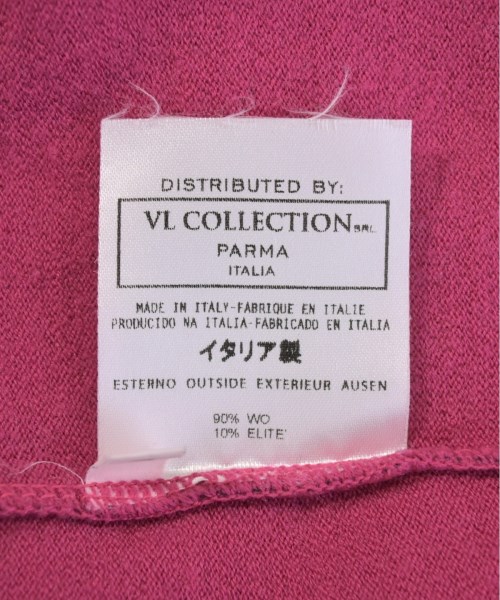 DISTRIBUTED BY:
VL COLLECTION SRL
PARMA
ITALIA
MADE IN ITALY-FABRIQUE EN ITALIE
PRODUCIDO NA ITALIA-FABRICADO EN ITALIA
イタリア製
ESTERNO OUTSIDE EXTERIEUR AUSEN
90% WO
10% ELITE'